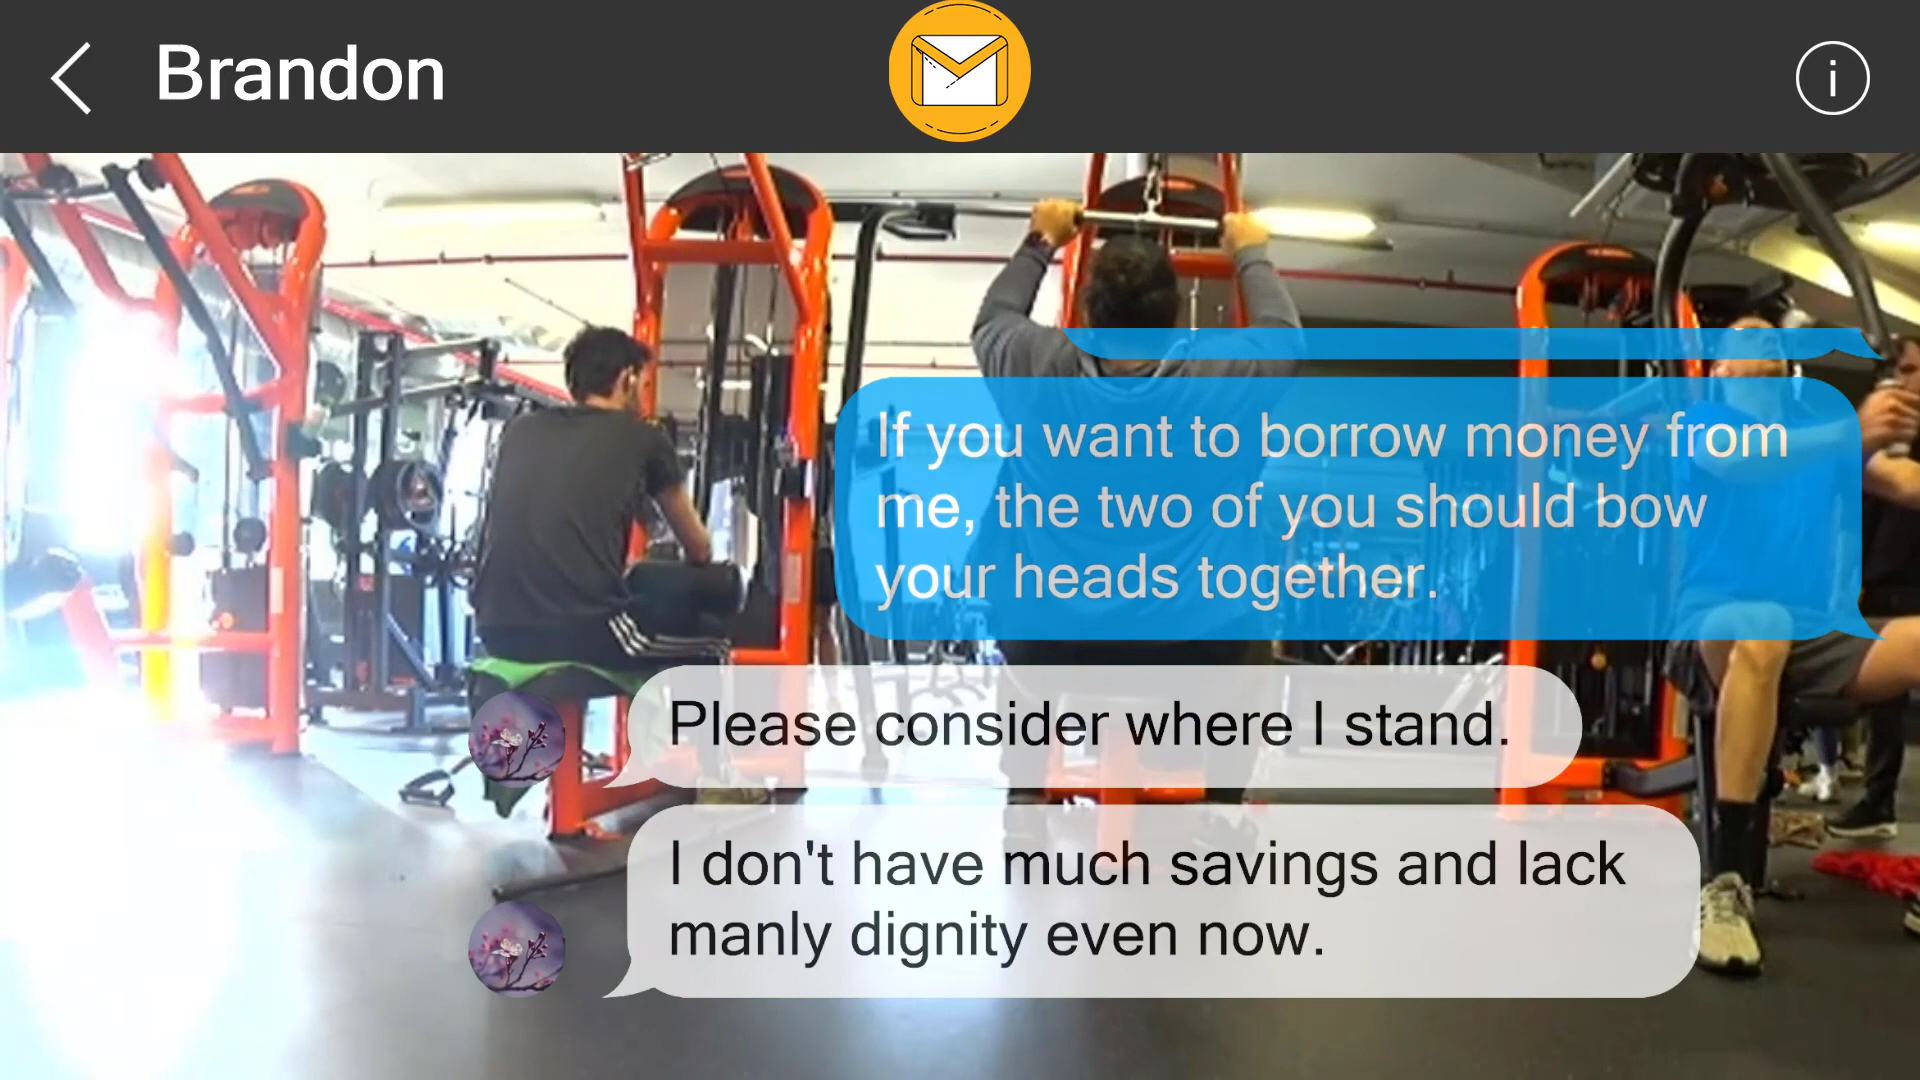 Brandon
i
If you want to borrow money from
me, the two of you should bow
your heads together.
Please consider where I stand.
I don't have much savings and lack
manly dignity even now.